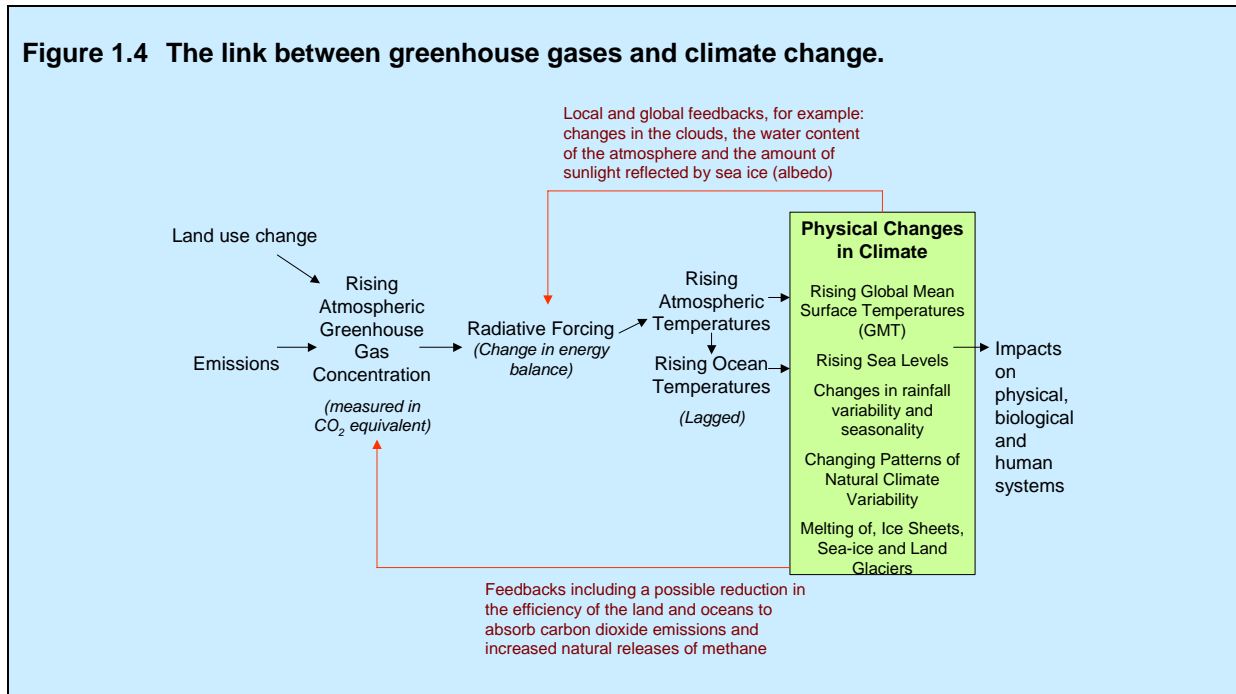 Figure 1.4 The link between greenhouse gases and climate change.
Local and global feedbacks, for example:
changes in the clouds, the water content
of the atmosphere and the amount of
sunlight reflected by sea ice (albedo)
Land use change
Emissions
Rising
Atmospheric
Greenhouse
Gas
Concentration
(measured in
CO₂ equivalent)
Radiative Forcing
(Change in energy
balance)
Rising
Atmospheric
Temperatures
Rising Ocean
Temperatures
(Lagged)
Physical Changes
in Climate
Rising Global Mean
Surface Temperatures
(GMT)
Rising Sea Levels
Changes in rainfall
variability and
seasonality
Changing Patterns of
Natural Climate
Variability
Melting of, Ice Sheets,
Sea-ice and Land
Glaciers
Impacts
on
physical,
biological
and
human
systems
Feedbacks including a possible reduction in
the efficiency of the land and oceans to
absorb carbon dioxide emissions and
increased natural releases of methane